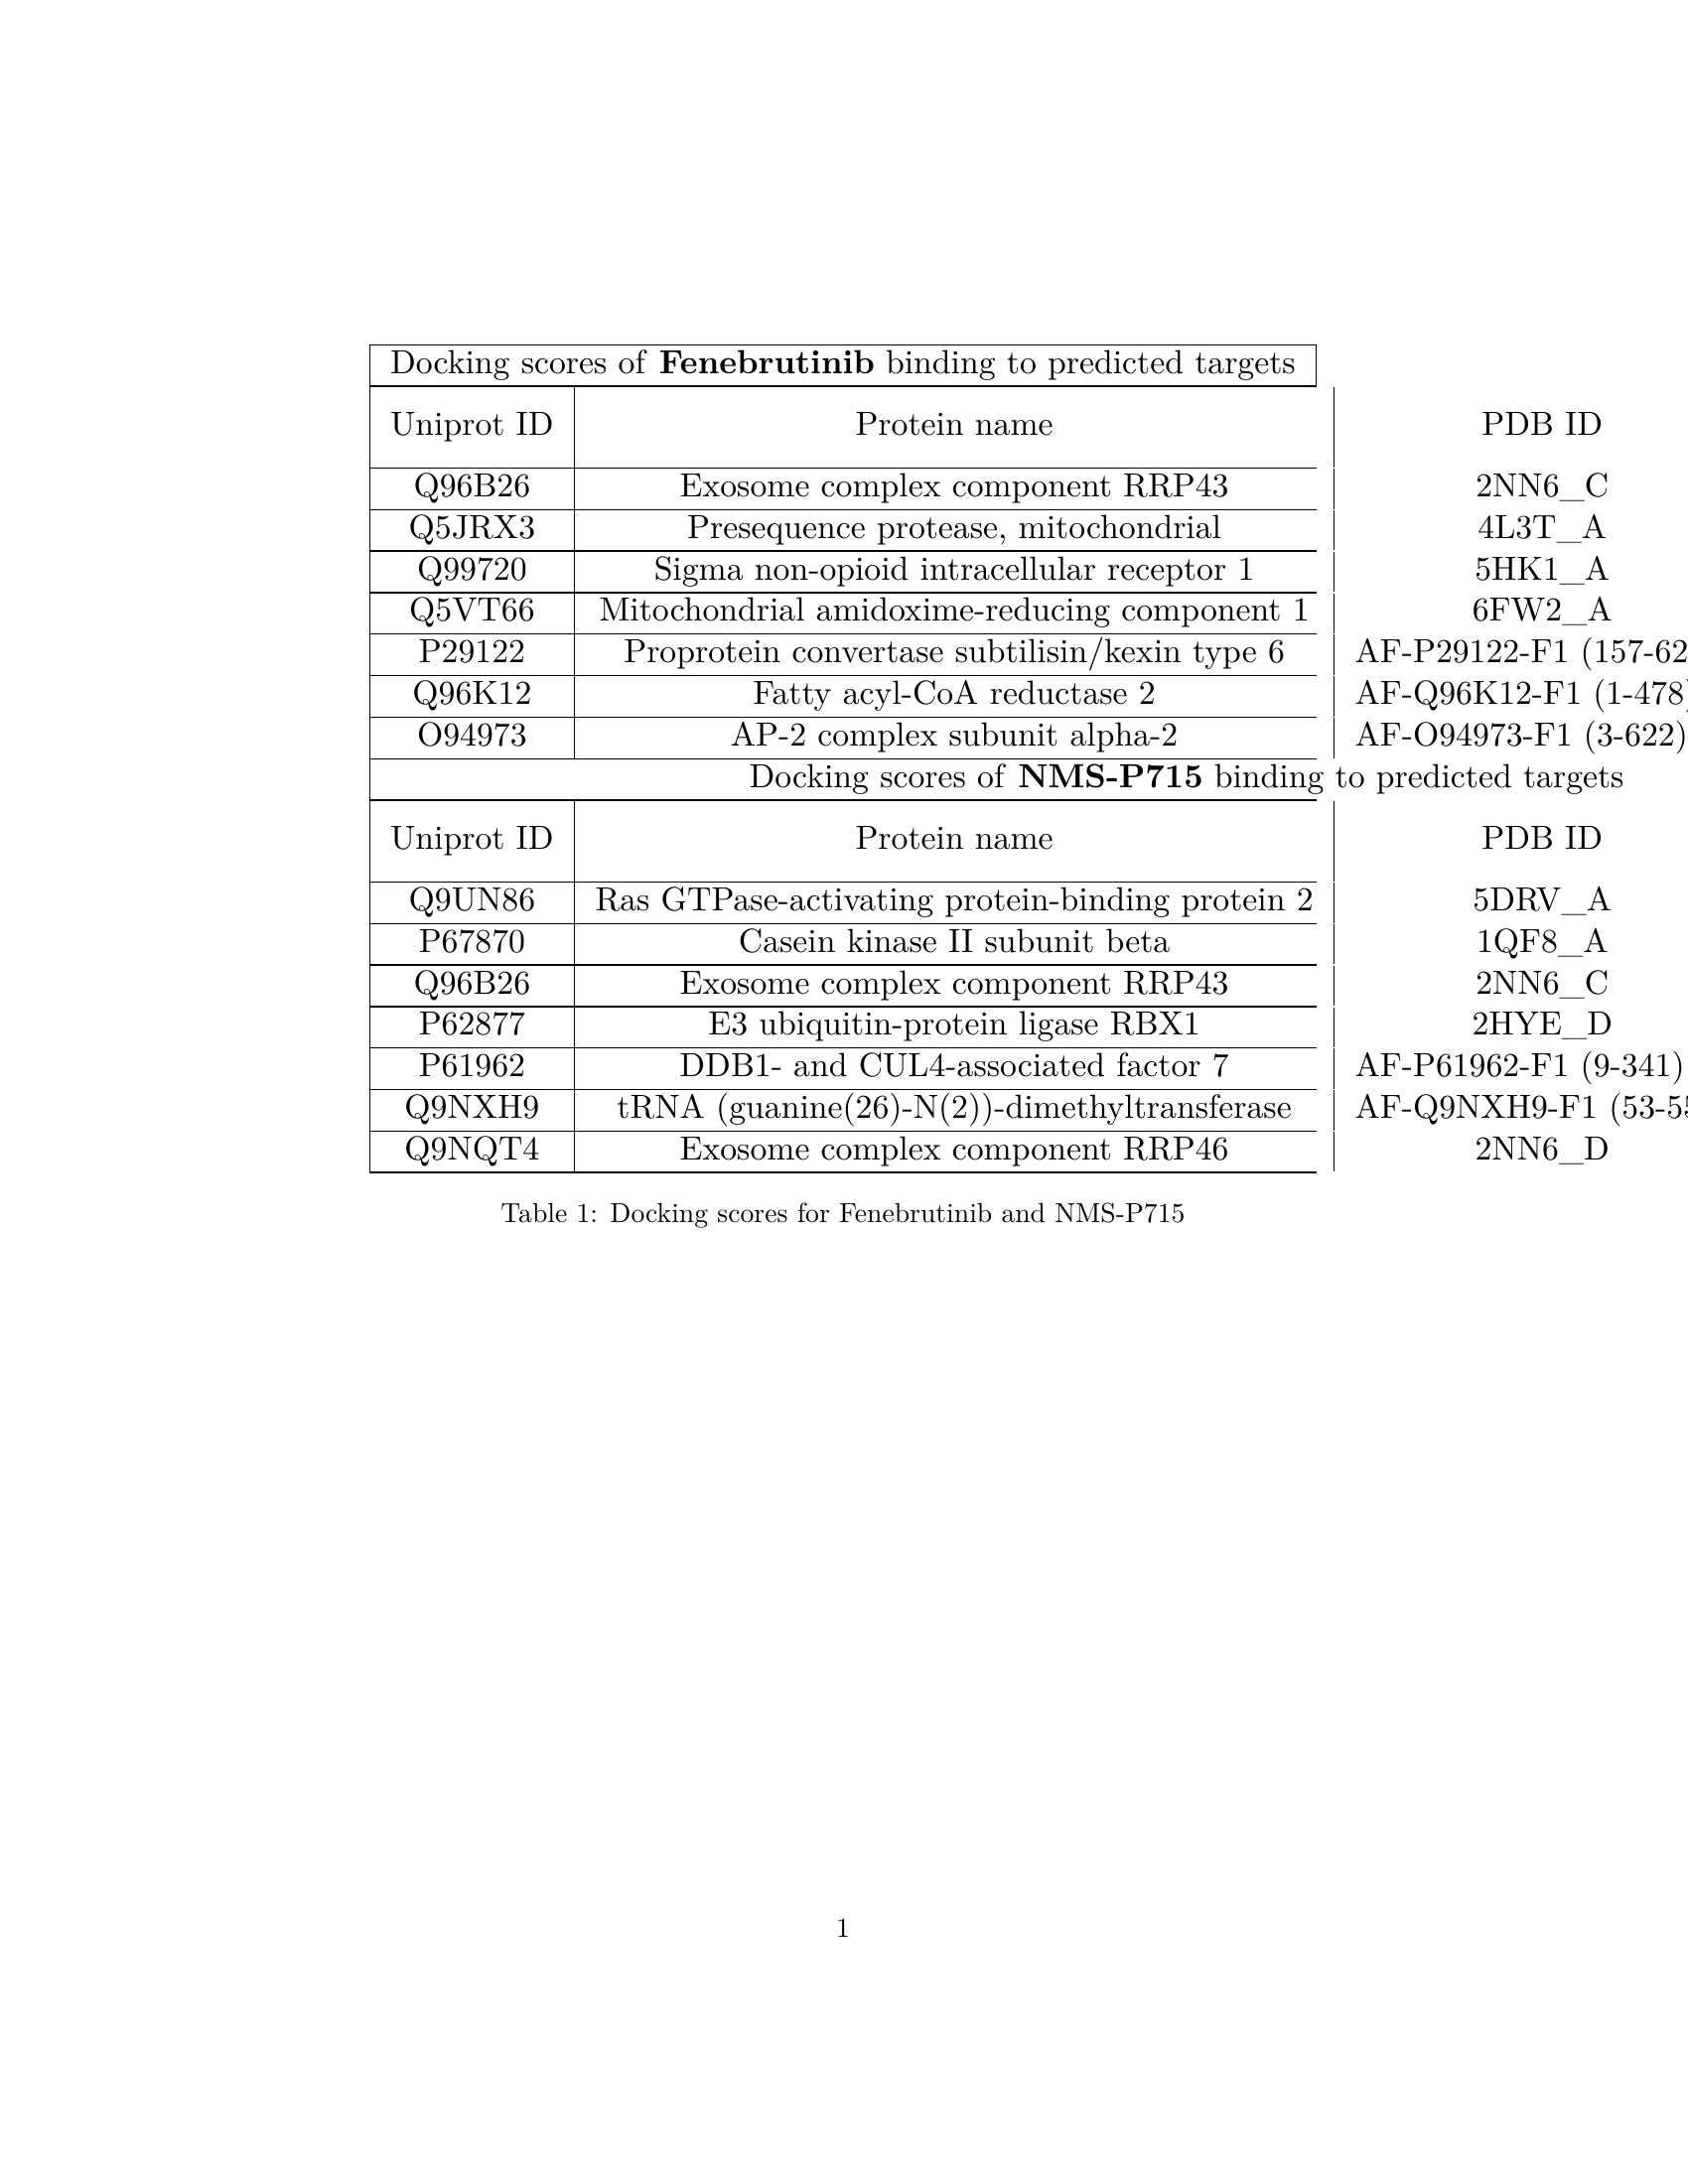 Docking scores of Fenebrutinib binding to predicted targets
Uniprot ID Protein name PDB ID
Q96B26 Exosome complex component RRP43 2NN6_C
Q5JRX3 Presequence protease, mitochondrial 4L3T_A
Q99720 Sigma non-opioid intracellular receptor 1 5HK1_A
Q5VT66 Mitochondrial amidoxime-reducing component 1 6FW2_A
P29122 Proprotein convertase subtilisin/kexin type 6 AF-P29122-F1 (157-62
Q96K12 Fatty acyl-CoA reductase 2 AF-Q96K12-F1 (1-478)
O94973 AP-2 complex subunit alpha-2 AF-O94973-F1 (3-622)
Docking scores of NMS-P715 binding to predicted targets
Uniprot ID Protein name PDB ID
Q9UN86 Ras GTPase-activating protein-binding protein 2 5DRV_A
P67870 Casein kinase II subunit beta 1QF8_A
Q96B26 Exosome complex component RRP43 2NN6_C
P62877 E3 ubiquitin-protein ligase RBX1 2HYE_D
P61962 DDB1- and CUL4-associated factor 7 AF-P61962-F1 (9-341)
Q9NXH9 tRNA (guanine(26)-N(2))-dimethyltransferase AF-Q9NXH9-F1 (53-55
Q9NQT4 Exosome complex component RRP46 2NN6_D
Table 1: Docking scores for Fenebrutinib and NMS-P715
1